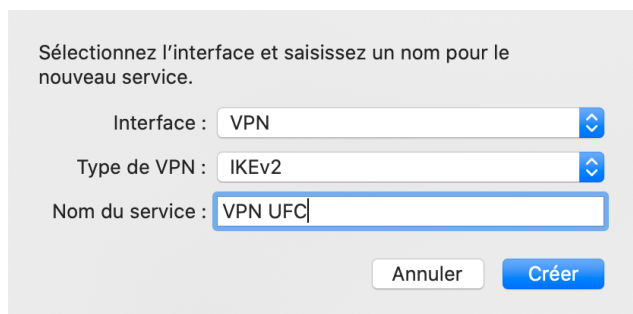 Sélectionnez l'interface et saisissez un nom pour le
nouveau service.
Interface : VPN
Type de VPN : IKEv2
Nom du service : VPN UFC
Annuler Créer